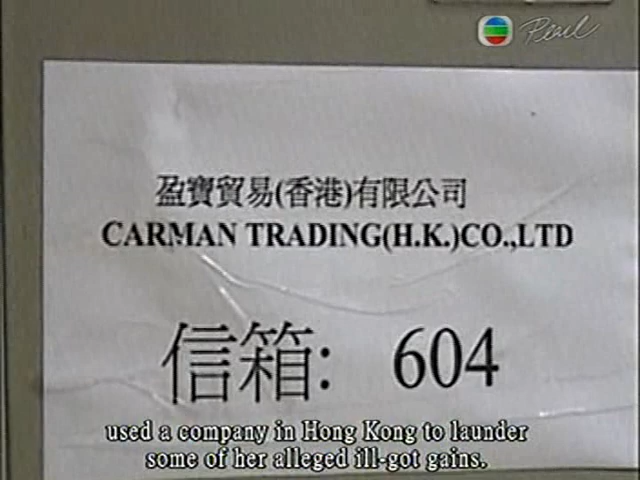 Pearl
盈寶貿易(香港)有限公司
CARMAN TRADING(H.K.)CO.,LTD
信箱: 604
used a company in Hong Kong to launder
some of her alleged ill-got gains.